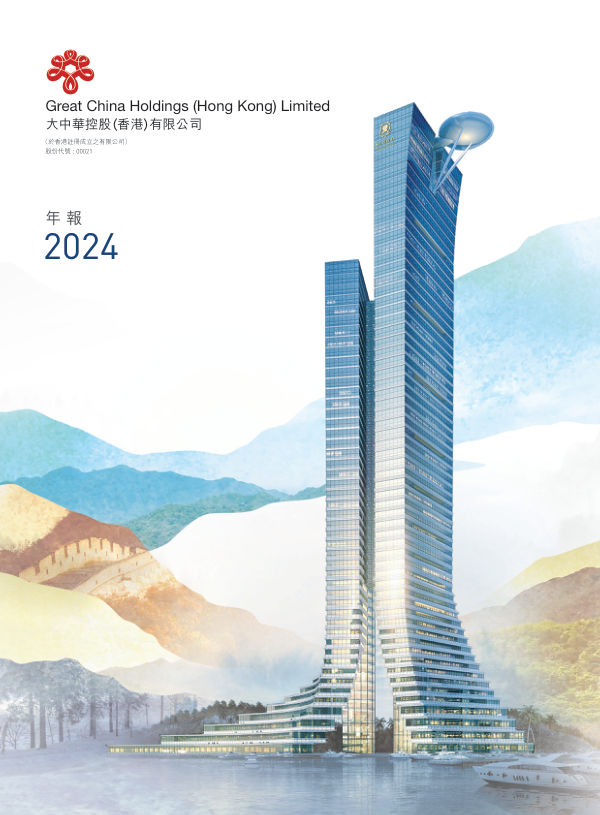 Great China Holdings (Hong Kong) Limited
大中華控股(香港)有限公司
(於香港註冊成立之有限公司)
股份代號:00021
年報
2024